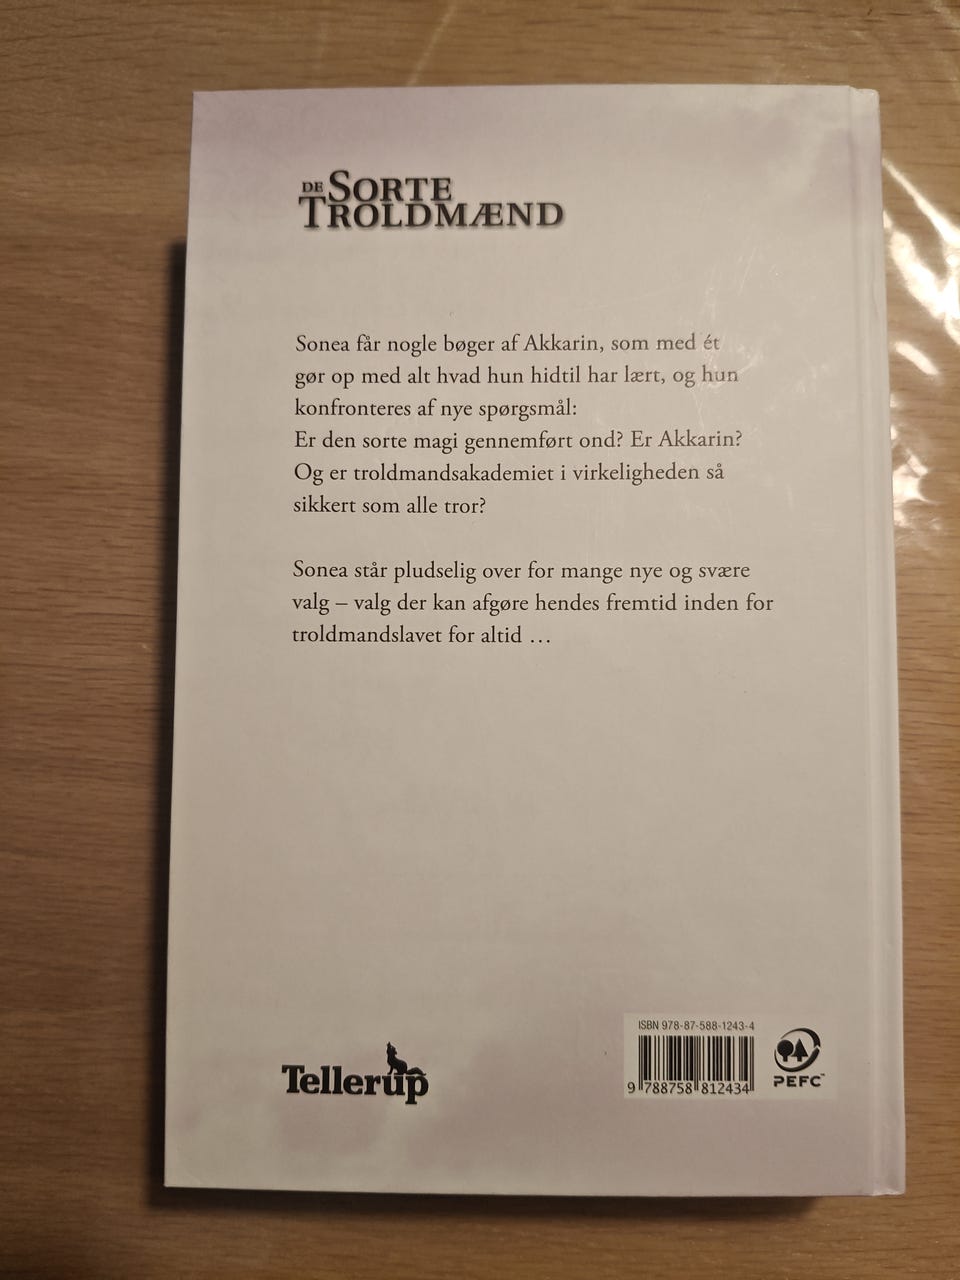 DE SORTE
TROLDMÆND
Sonea får nogle bøger af Akkarin, som med ét
gør op med alt hvad hun hidtil har lært, og hun
konfronteres af nye spørgsmål:
Er den sorte magi gennemført ond? Er Akkarin?
Og er troldmandsakademiet i virkeligheden så
sikkert som alle tror?
Sonea står pludselig over for mange nye og svære
valg – valg der kan afgøre hendes fremtid inden for
troldmandslavet for altid …
Tellerup
ISBN 978-87-588-1243-4
9 788758 812434
PEFC™